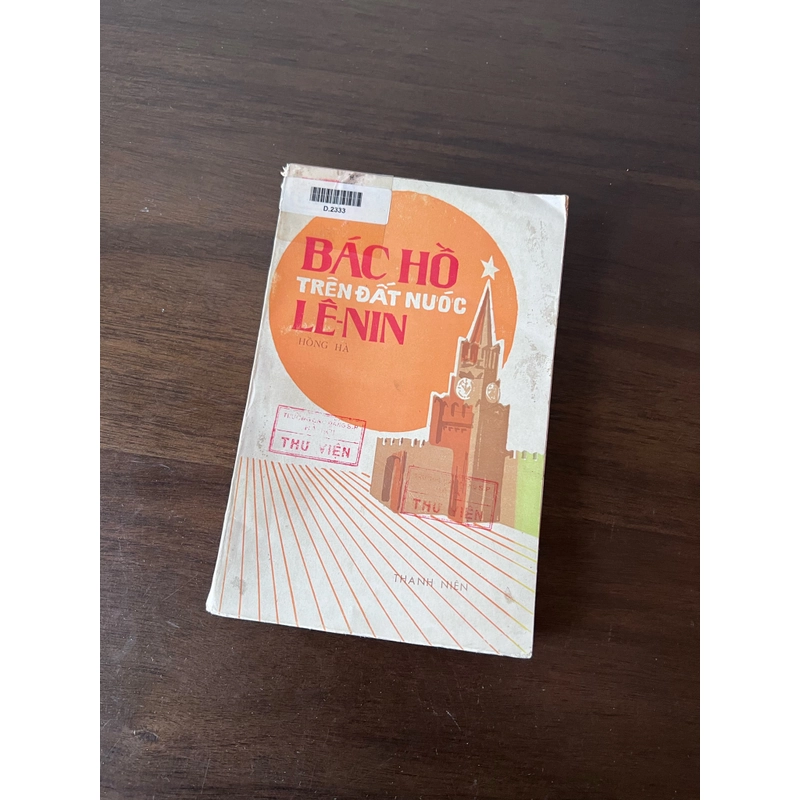 D.2333
BÁC HỒ
TRÊN ĐẤT NƯỚC
LÊ-NIN
HỒNG HÀ
THƯ VIỆN
THƯ VIỆN
THANH NIÊN